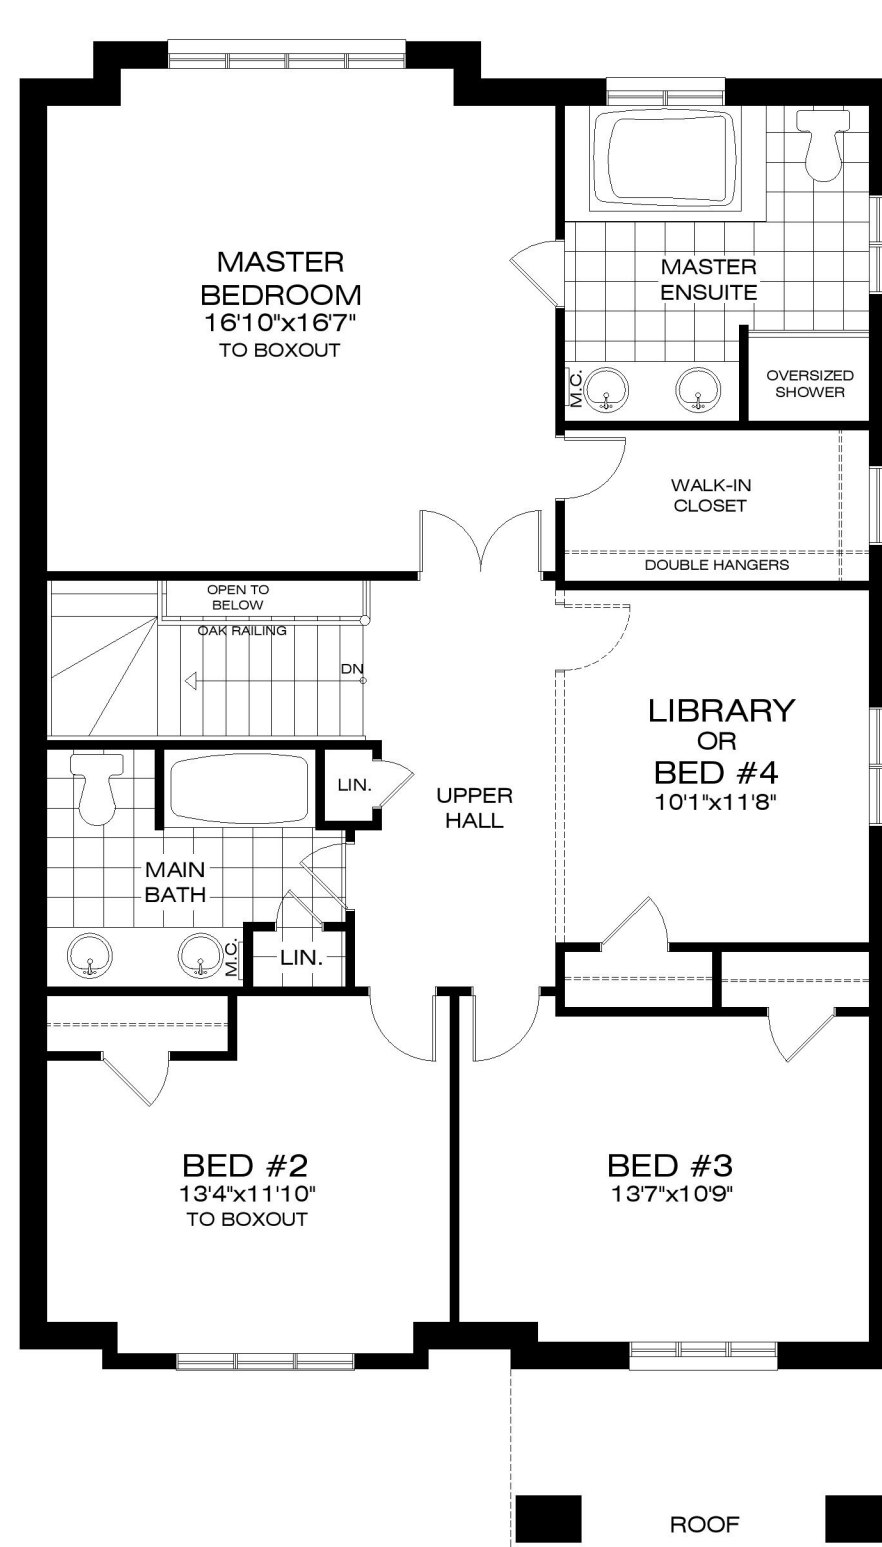 MASTER
BEDROOM
16'10"x16'7"
TO BOXOUT
MASTER
ENSUITE
M.C.
OVERSIZED
SHOWER
WALK-IN
CLOSET
DOUBLE HANGERS
OPEN TO
BELOW
OAK RAILING
DN
LIBRARY
OR
BED #4
10'1"x11'8"
LIN.
UPPER
HALL
MAIN
BATH
M.C.
LIN.
BED #2
13'4"x11'10"
TO BOXOUT
BED #3
13'7"x10'9"
ROOF